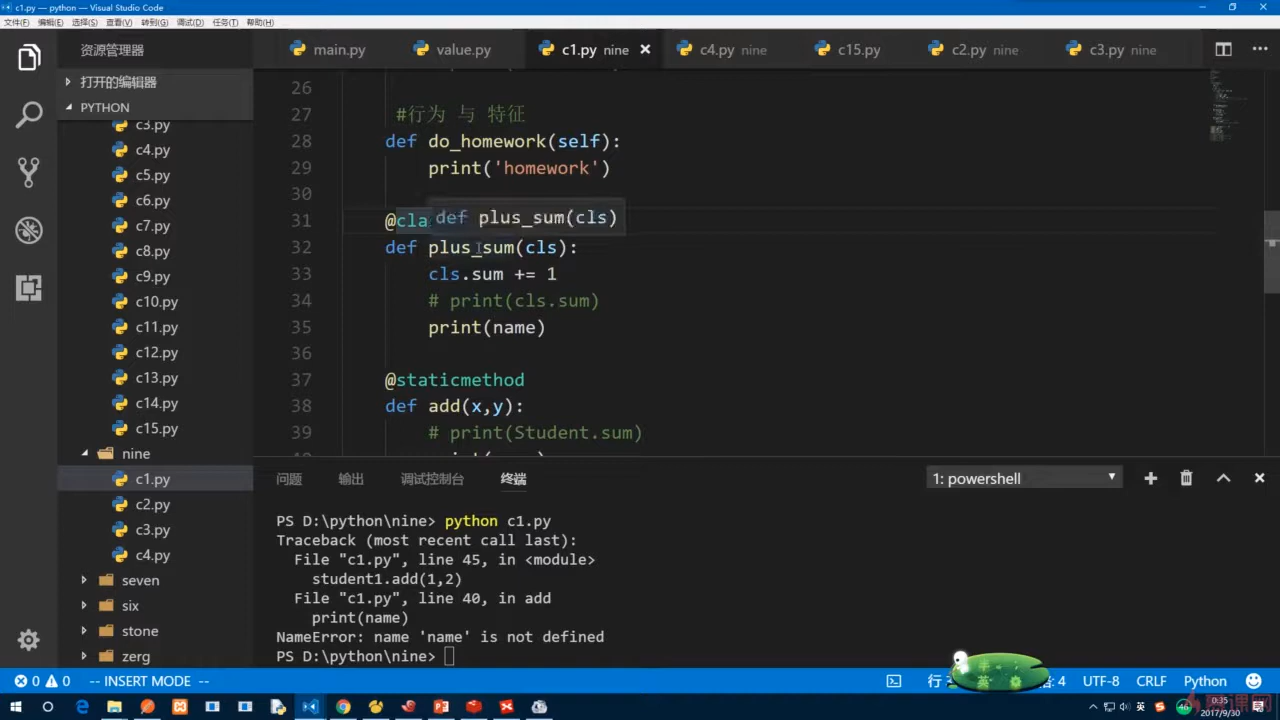 c1.py — python — Visual Studio Code
文件(F) 编辑(E) 选择(S) 查看(V) 转到(G) 调试(D) 任务(T) 帮助(H)
资源管理器
main.py value.py c1.py nine c4.py nine c15.py c2.py nine c3.py nine
打开的编辑器
PYTHON
c3.py
c4.py
c5.py
c6.py
c7.py
c8.py
c9.py
c10.py
c11.py
c12.py
c13.py
c14.py
c15.py
nine
c1.py
c2.py
c3.py
c4.py
seven
six
stone
zerg
26
27 #行为 与 特征
28 def do_homework(self):
29 print('homework')
30
31 @cla def plus_sum(cls)
32 def plus_sum(cls):
33 cls.sum += 1
34 # print(cls.sum)
35 print(name)
36
37 @staticmethod
38 def add(x,y):
39 # print(Student.sum)
问题 输出 调试控制台 终端 1: powershell
PS D:\python\nine> python c1.py
Traceback (most recent call last):
File "c1.py", line 45, in <module>
student1.add(1,2)
File "c1.py", line 40, in add
print(name)
NameError: name 'name' is not defined
PS D:\python\nine>
0 0 -- INSERT MODE -- 行 : 4 UTF-8 CRLF Python
英 46 0:35
2017/9/30